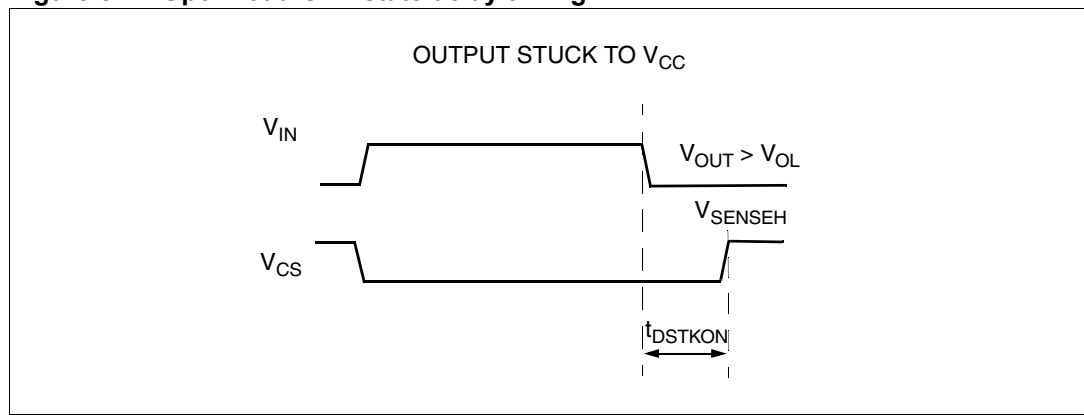 OUTPUT STUCK TO VCC
VIN
VOUT > VOL
VSENSEH
VCS
tDSTKON